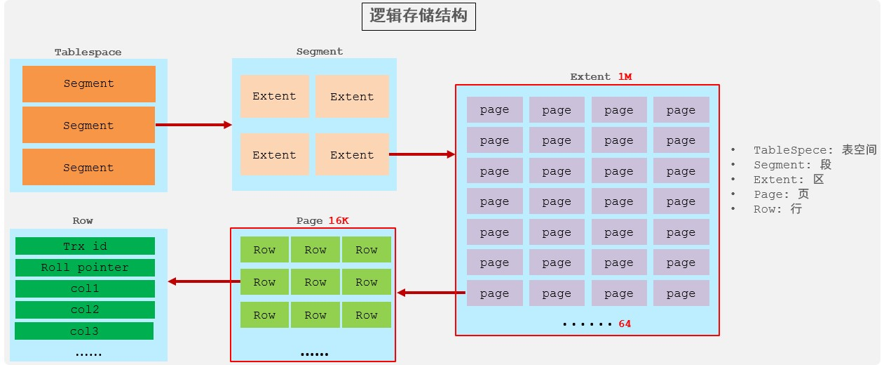 逻辑存储结构
Tablespace
Segment
Segment
Segment
Segment
Extent Extent
Extent Extent
Extent 1M
page page page page
page page page page
page page page page
page page page page
page page page page
page page page page
page page page page
...... 64
• TableSpece: 表空间
• Segment: 段
• Extent: 区
• Page: 页
• Row: 行
Row
Trx id
Roll pointer
col1
col2
col3
......
Page 16K
Row Row Row
Row Row Row
Row Row Row
......